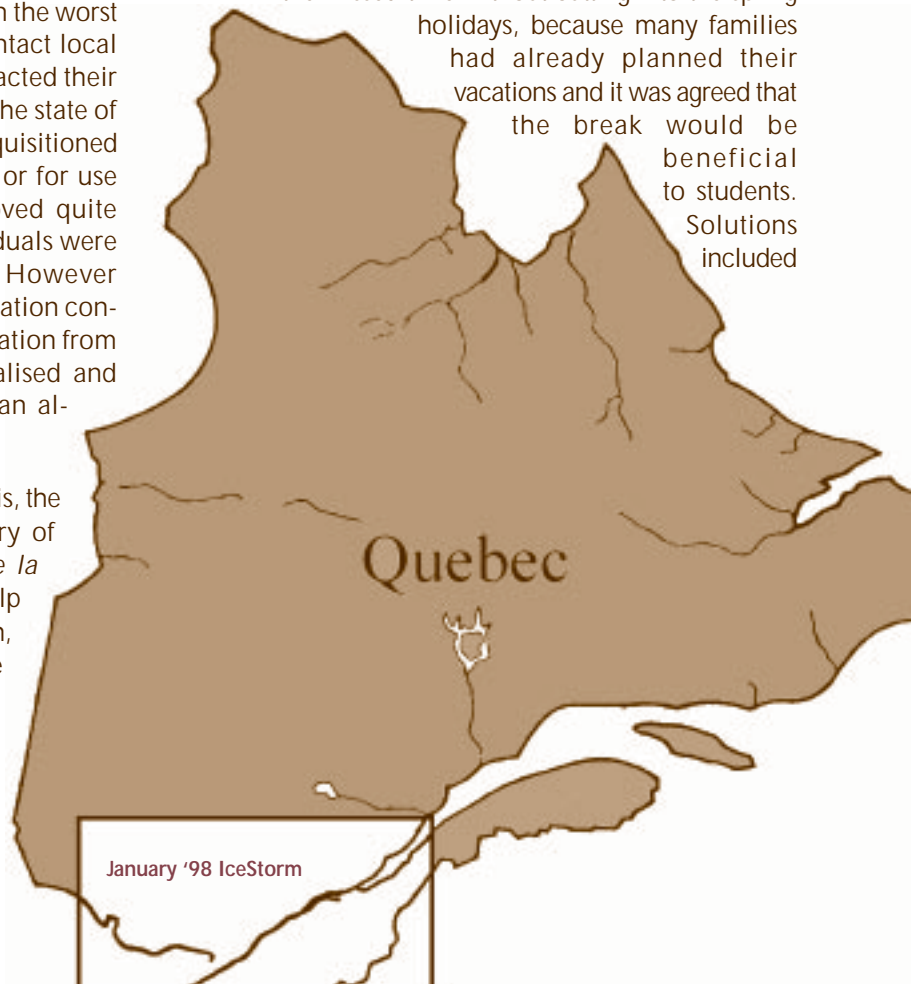 n the worst
ntact local
acted their
he state of
quisitioned
or for use
ved quite
duals were
However
ation con-
ation from
alised and
an al-
is, the
ry of
e la
lp
n,
e
holidays, because many families
had already planned their
vacations and it was agreed that
the break would be
beneficial
to students.
Solutions
included
Quebec
January ‘98 IceStorm